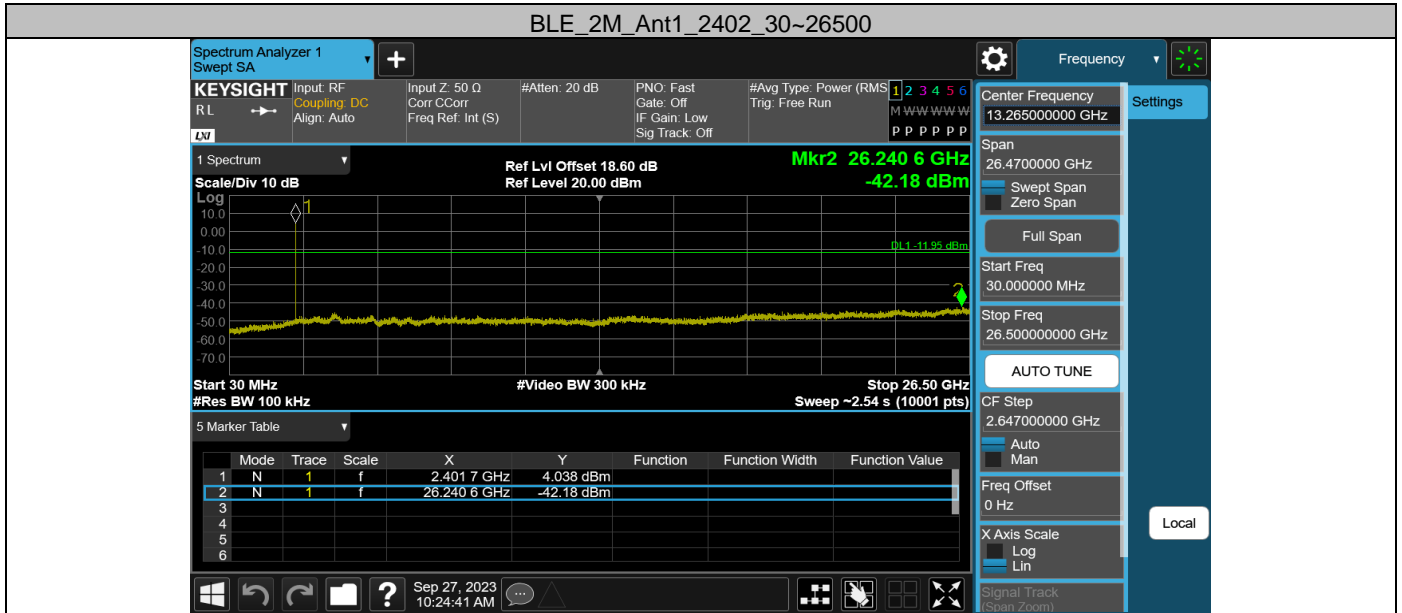 BLE_2M_Ant1_2402_30~26500
Spectrum Analyzer 1
Swept SA
+
Frequency
KEYSIGHT
RL
LXI
Input: RF
Coupling: DC
Align: Auto
Input Z: 50 Ω
Corr CCorr
Freq Ref: Int (S)
#Atten: 20 dB
PNO: Fast
Gate: Off
IF Gain: Low
Sig Track: Off
#Avg Type: Power (RMS
Trig: Free Run
1 2 3 4 5 6
M W W W W W
P P P P P P
Center Frequency
13.265000000 GHz
Settings
1 Spectrum
Scale/Div 10 dB
Ref Lvl Offset 18.60 dB
Ref Level 20.00 dBm
Mkr2 26.240 6 GHz
-42.18 dBm
Log
10.0
0.00
-10.0
-20.0
-30.0
-40.0
-50.0
-60.0
-70.0
1
DL1 -11.95 dBm
2
Start 30 MHz
#Res BW 100 kHz
#Video BW 300 kHz
Stop 26.50 GHz
Sweep ~2.54 s (10001 pts)
Span
26.4700000 GHz
Swept Span
Zero Span
Full Span
Start Freq
30.000000 MHz
Stop Freq
26.500000000 GHz
AUTO TUNE
CF Step
2.647000000 GHz
Auto
Man
Freq Offset
0 Hz
X Axis Scale
Log
Lin
Signal Track
(Span Zoom)
Local
5 Marker Table
Mode Trace Scale X Y Function Function Width Function Value
1 N 1 f 2.401 7 GHz 4.038 dBm
2 N 1 f 26.240 6 GHz -42.18 dBm
3
4
5
6
?
Sep 27, 2023
10:24:41 AM